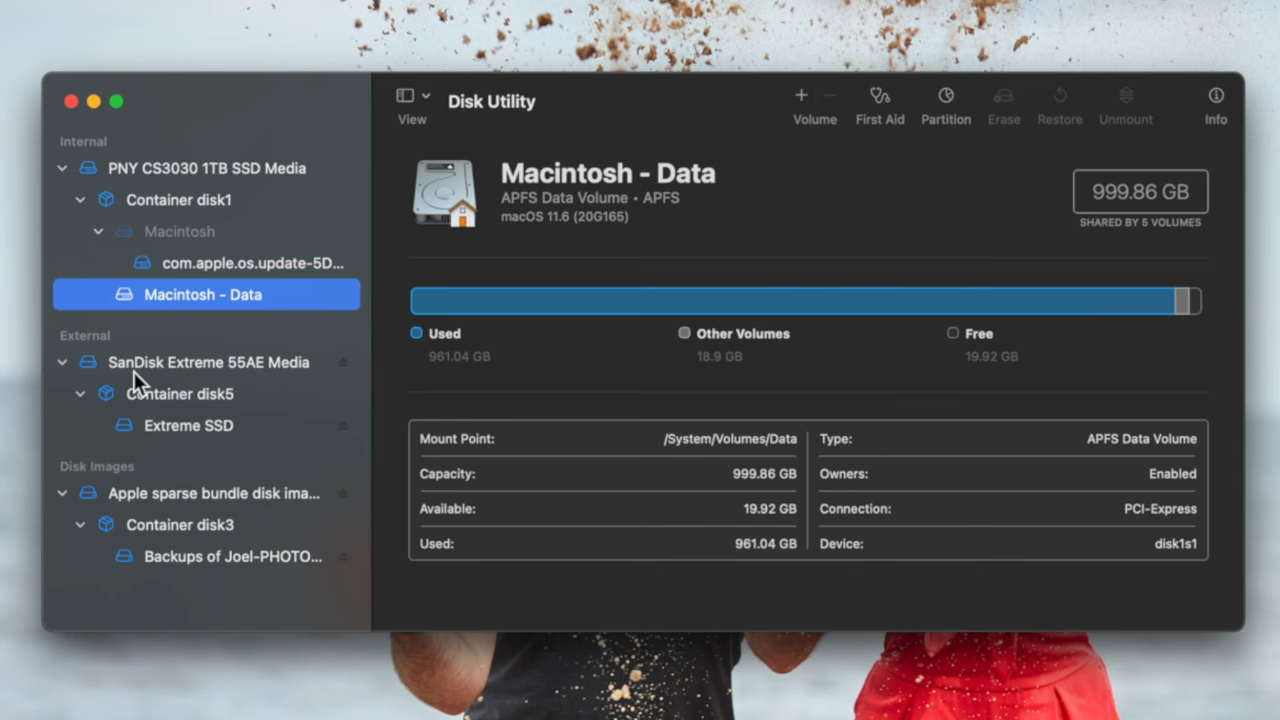 View
Disk Utility
Volume
First Aid
Partition
Erase
Restore
Unmount
Info
Internal
PNY CS3030 1TB SSD Media
Container disk1
Macintosh
com.apple.os.update-5D...
Macintosh - Data
External
SanDisk Extreme 55AE Media
Container disk5
Extreme SSD
Disk Images
Apple sparse bundle disk ima...
Container disk3
Backups of Joel-PHOTO...
Macintosh - Data
APFS Data Volume • APFS
macOS 11.6 (20G165)
999.86 GB
SHARED BY 5 VOLUMES
Used
961.04 GB
Other Volumes
18.9 GB
Free
19.92 GB
Mount Point: /System/Volumes/Data
Capacity: 999.86 GB
Available: 19.92 GB
Used: 961.04 GB
Type: APFS Data Volume
Owners: Enabled
Connection: PCI-Express
Device: disk1s1